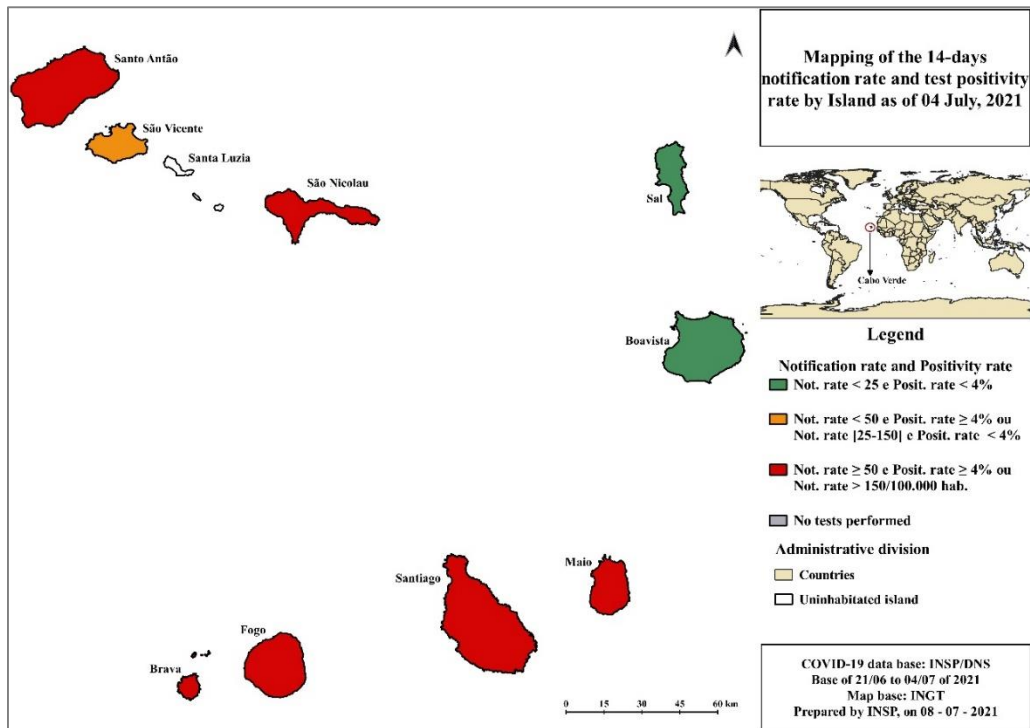 Mapping of the 14-days
notification rate and test positivity
rate by Island as of 04 July, 2021
Santo Antão
São Vicente
Santa Luzia
São Nicolau
Sal
Boavista
Cabo Verde
Legend
Notification rate and Positivity rate
Not. rate < 25 e Posit. rate < 4%
Not. rate < 50 e Posit. rate ≥ 4% ou
Not. rate [25-150] e Posit. rate < 4%
Not. rate ≥ 50 e Posit. rate ≥ 4% ou
Not. rate > 150/100.000 hab.
No tests performed
Administrative division
Countries
Uninhabitated island
Maio
Santiago
Fogo
Brava
0 15 30 45 60 km
COVID-19 data base: INSP/DNS
Base of 21/06 to 04/07 of 2021
Map base: INGT
Prepared by INSP, on 08 - 07 - 2021